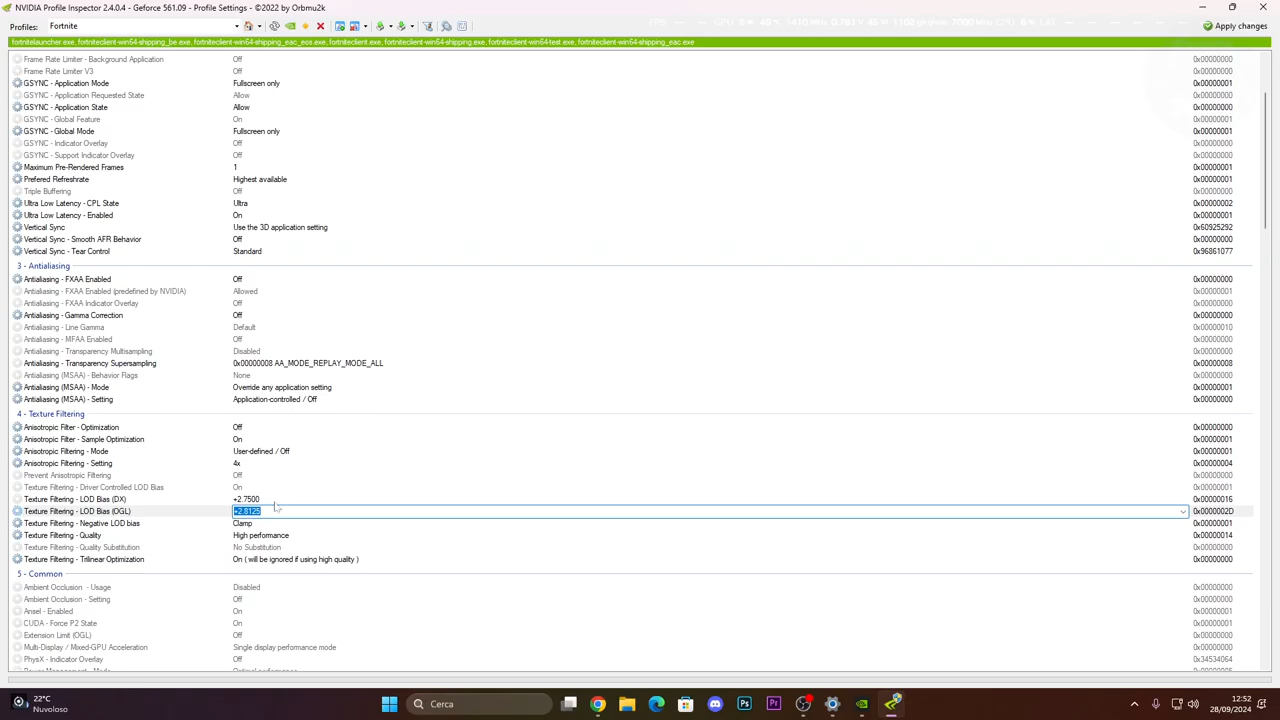 NVIDIA Profile Inspector 2.4.0.4 - Geforce 561.09 - Profile Settings - ©2022 by Orbmu2k
Profiles: Fortnite Apply changes
fortnitelauncher.exe, fortniteclient-win64-shipping_be.exe, fortniteclient-win64-shipping_eac_eos.exe, fortniteclient.exe, fortniteclient-win64-shipping.exe, fortniteclient-win64-test.exe, fortniteclient-win64-shipping_eac.exe
Frame Rate Limiter - Background Application Off 0x00000000
Frame Rate Limiter V3 Off 0x00000000
GSYNC - Application Mode Fullscreen only 0x00000001
GSYNC - Application Requested State Allow 0x00000000
GSYNC - Application State Allow 0x00000000
GSYNC - Global Feature On 0x00000001
GSYNC - Global Mode Fullscreen only 0x00000001
GSYNC - Indicator Overlay Off 0x00000000
GSYNC - Support Indicator Overlay Off 0x00000000
Maximum Pre-Rendered Frames 1 0x00000001
Prefered Refreshrate Highest available 0x00000001
Triple Buffering Off 0x00000000
Ultra Low Latency - CPL State Ultra 0x00000002
Ultra Low Latency - Enabled On 0x00000001
Vertical Sync Use the 3D application setting 0x60925292
Vertical Sync - Smooth AFR Behavior Off 0x00000000
Vertical Sync - Tear Control Standard 0x96861077
3 - Antialiasing
Antialiasing - FXAA Enabled Off 0x00000000
Antialiasing - FXAA Enabled (predefined by NVIDIA) Allowed 0x00000001
Antialiasing - FXAA Indicator Overlay Off 0x00000000
Antialiasing - Gamma Correction Off 0x00000000
Antialiasing - Line Gamma Default 0x00000010
Antialiasing - MFAA Enabled Off 0x00000000
Antialiasing - Transparency Multisampling Disabled 0x00000000
Antialiasing - Transparency Supersampling 0x00000008 AA_MODE_REPLAY_MODE_ALL 0x00000008
Antialiasing (MSAA) - Behavior Flags None 0x00000000
Antialiasing (MSAA) - Mode Override any application setting 0x00000001
Antialiasing (MSAA) - Setting Application-controlled / Off 0x00000000
4 - Texture Filtering
Anisotropic Filter - Optimization Off 0x00000000
Anisotropic Filter - Sample Optimization On 0x00000001
Anisotropic Filtering - Mode User-defined / Off 0x00000001
Anisotropic Filtering - Setting 4x 0x00000004
Prevent Anisotropic Filtering Off 0x00000000
Texture Filtering - Driver Controlled LOD Bias On 0x00000001
Texture Filtering - LOD Bias (DX) +2.7500 0x00000016
Texture Filtering - LOD Bias (OGL) +2.8125 0x0000002D
Texture Filtering - Negative LOD bias Clamp 0x00000001
Texture Filtering - Quality High performance 0x00000014
Texture Filtering - Quality Substitution No Substitution 0x00000000
Texture Filtering - Trilinear Optimization On ( will be ignored if using high quality ) 0x00000000
5 - Common
Ambient Occlusion - Usage Disabled 0x00000000
Ambient Occlusion - Setting Off 0x00000000
Ansel - Enabled On 0x00000001
CUDA - Force P2 State On 0x00000001
Extension Limit (OGL) Off 0x00000000
Multi-Display / Mixed-GPU Acceleration Single display performance mode 0x00000000
PhysX - Indicator Overlay Off 0x34534064
22°C
Nuvoloso
Cerca
12:52
28/09/2024